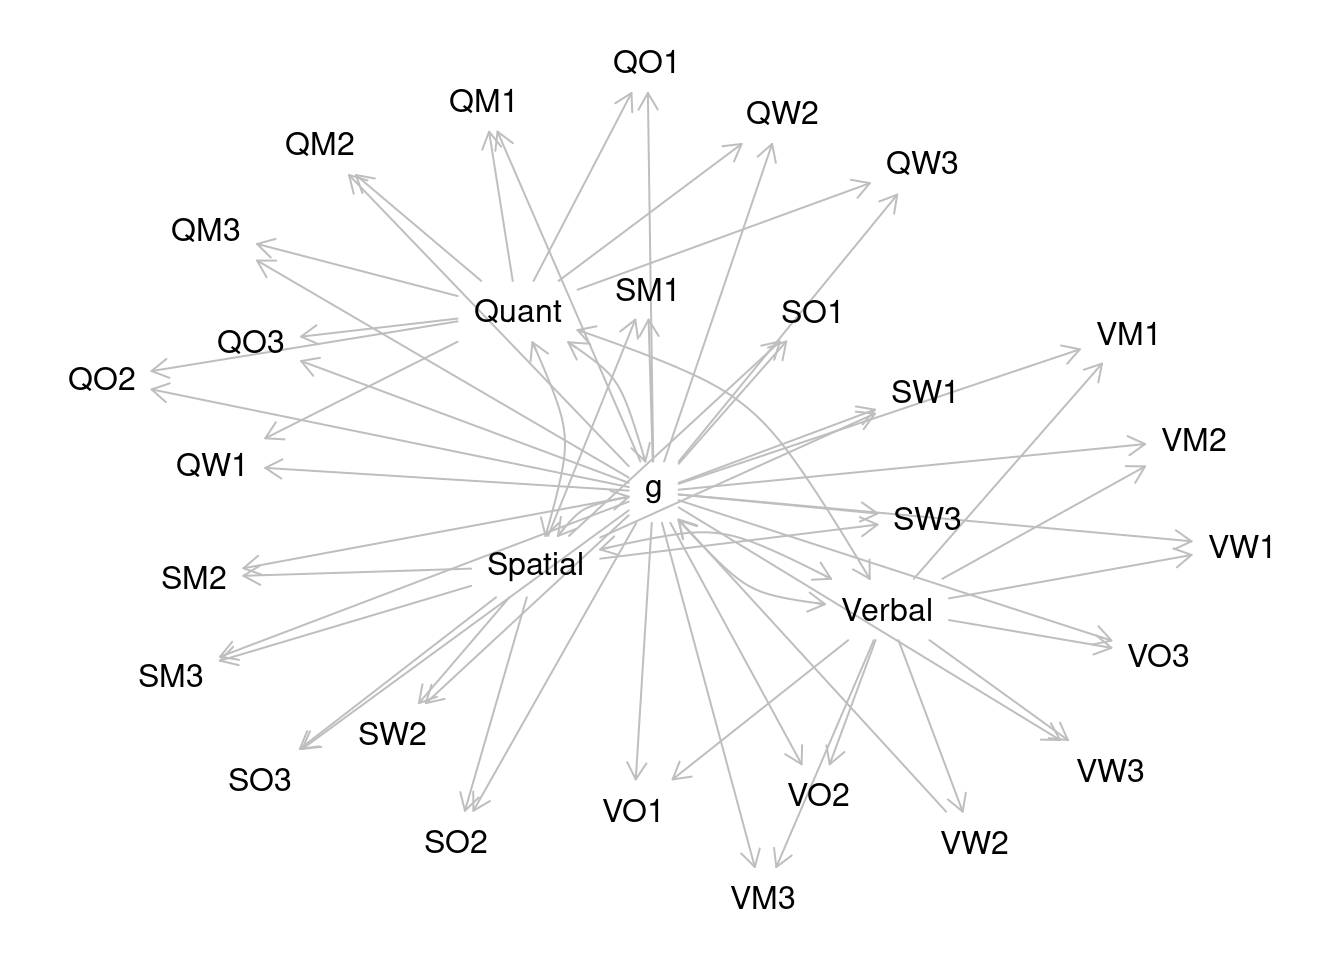 QO1
QM1
QW2
QM2
QW3
QM3
SM1
Quant
SO1
VM1
QO3
QO2
SW1
VM2
QW1
g
SW3
VW1
Spatial
SM2
Verbal
VO3
SM3
SW2
VW3
SO3
VO2
VO1
SO2
VW2
VM3